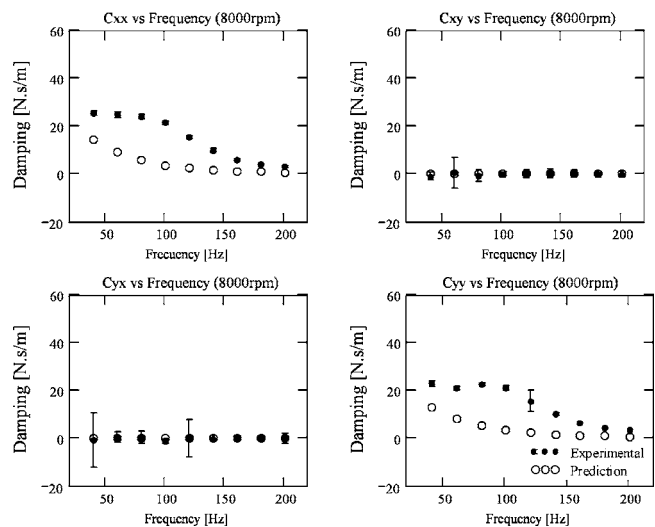 Cxx vs Frequency (8000rpm)
60
40
20
0
−20
Damping [N.s/m]
50 100 150 200
Frecuency [Hz]
Cxy vs Frequency (8000rpm)
60
40
20
0
−20
Damping [N.s/m]
50 100 150 200
Frecuency [Hz]
Cyx vs Frequency (8000rpm)
60
40
20
0
−20
Damping [N.s/m]
50 100 150 200
Frequency [Hz]
Cyy vs Frequency (8000rpm)
60
40
20
0
−20
Damping [N.s/m]
Experimental
Prediction
50 100 150 200
Frequency [Hz]